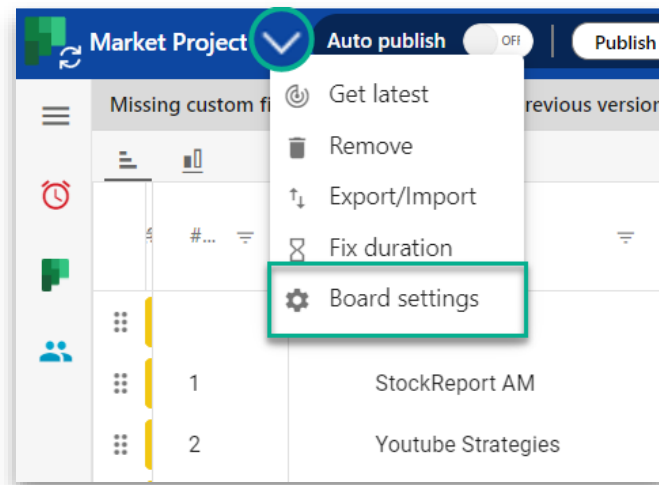 Market Project Auto publish OFF Publish
Missing custom fi revious version
Get latest
Remove
Export/Import
#...
Fix duration
Board settings
1 StockReport AM
2 Youtube Strategies